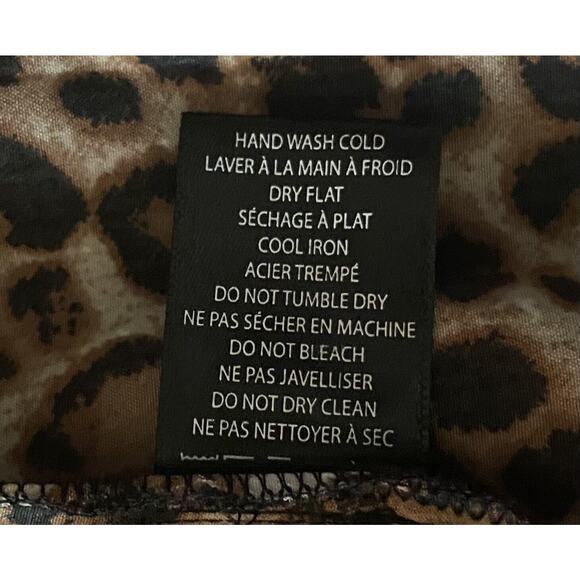 HAND WASH COLD
LAVER À LA MAIN À FROID
DRY FLAT
SÉCHAGE À PLAT
COOL IRON
ACIER TREMPÉ
DO NOT TUMBLE DRY
NE PAS SÉCHER EN MACHINE
DO NOT BLEACH
NE PAS JAVELLISER
DO NOT DRY CLEAN
NE PAS NETTOYER À SEC